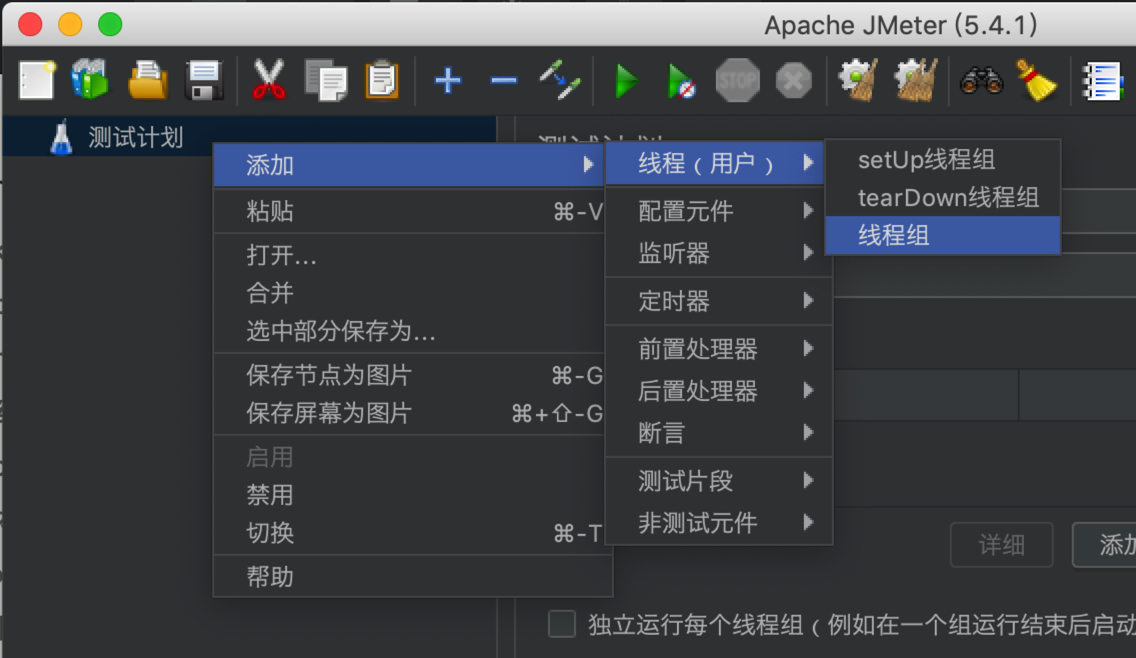 Apache JMeter (5.4.1)
STOP
测试计划
测试计划
添加
粘贴 ⌘-V
打开...
合并
选中部分保存为...
保存节点为图片 ⌘-G
保存屏幕为图片 ⌘+⇧-G
启用
禁用
切换 ⌘-T
帮助
线程（用户）
配置元件
监听器
定时器
前置处理器
后置处理器
断言
测试片段
非测试元件
setUp线程组
tearDown线程组
线程组
详细
添加
独立运行每个线程组（例如在一个组运行结束后启动